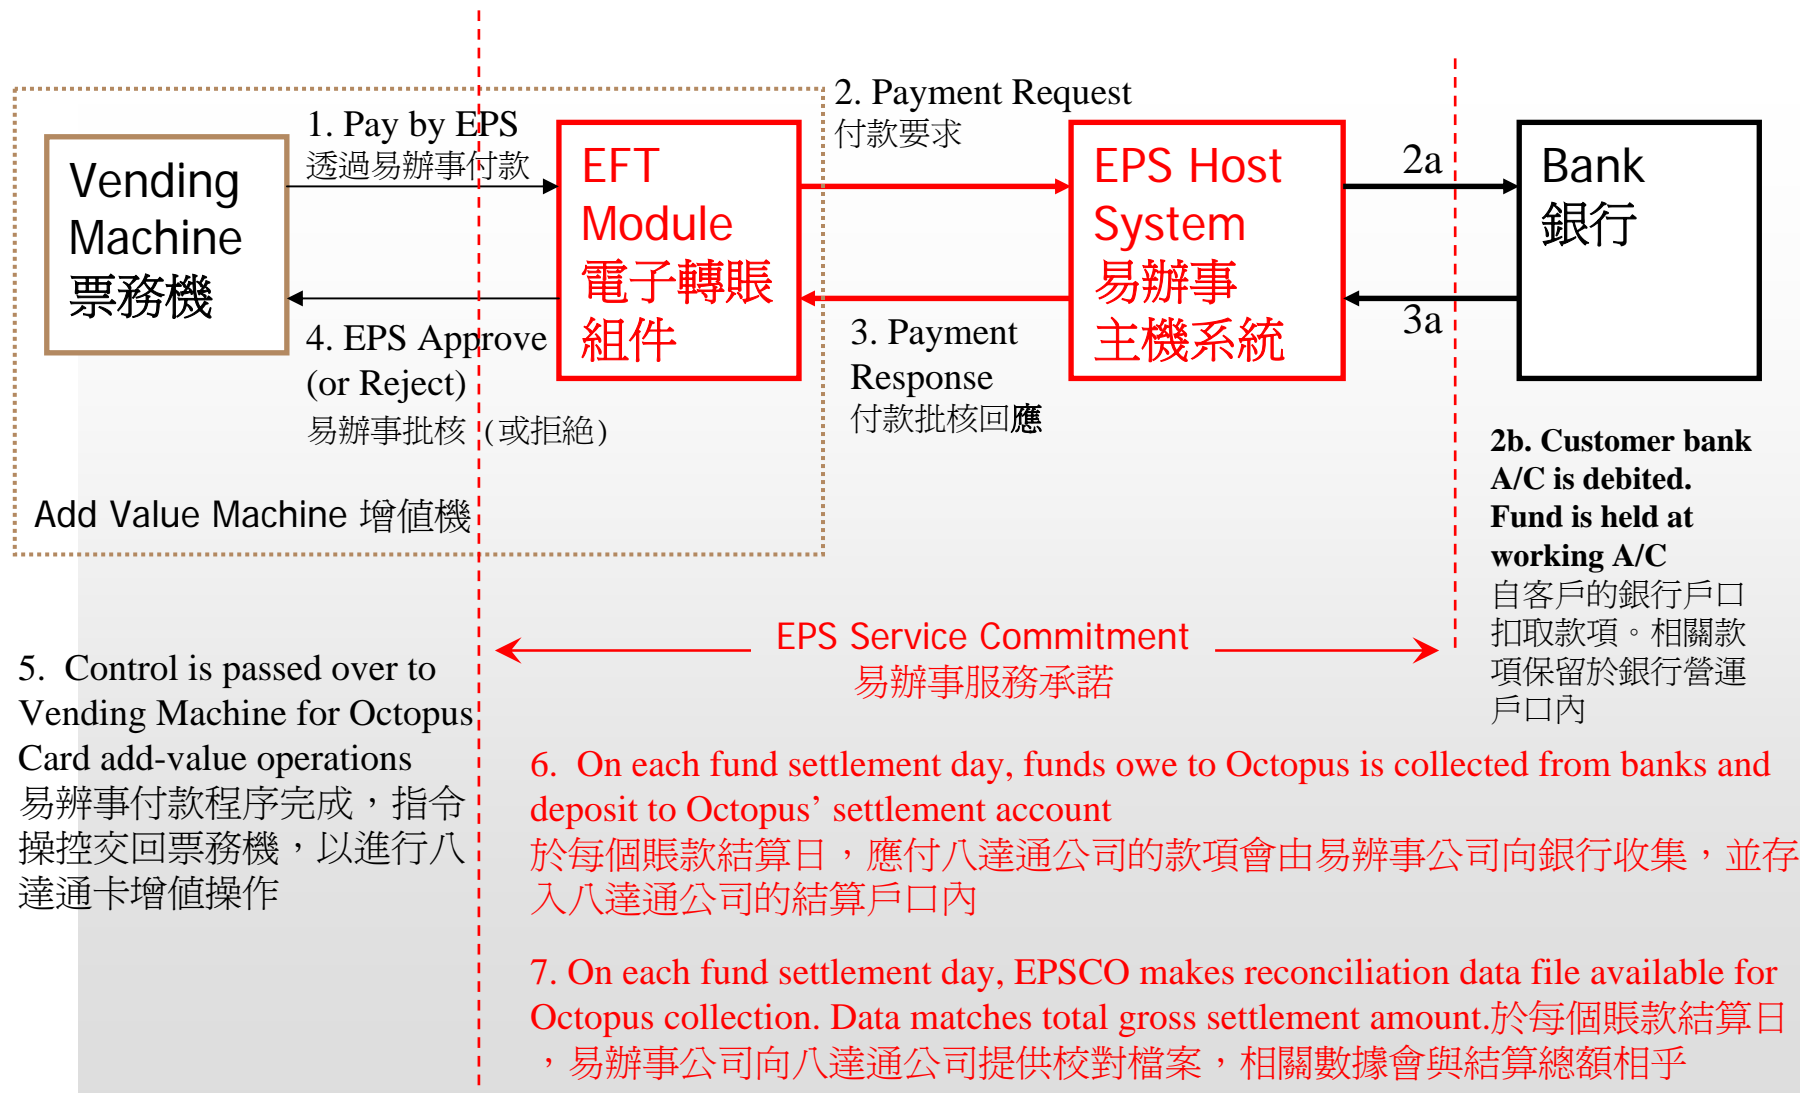 2. Payment Request
付款要求
1. Pay by EPS
透過易辦事付款
Vending
Machine
票務機
EFT
Module
電子轉賬
組件
EPS Host
System
易辦事
主機系統
2a
Bank
銀行
3a
4. EPS Approve
(or Reject)
易辦事批核 (或拒絕)
3. Payment
Response
付款批核回應
Add Value Machine 增值機
2b. Customer bank
A/C is debited.
Fund is held at
working A/C
自客戶的銀行戶口
扣取款項。相關款
項保留於銀行營運
戶口內
EPS Service Commitment
易辦事服務承諾
5. Control is passed over to
Vending Machine for Octopus
Card add-value operations
易辨事付款程序完成，指令
操控交回票務機，以進行八
達通卡增值操作
6. On each fund settlement day, funds owe to Octopus is collected from banks and
deposit to Octopus’ settlement account
於每個賬款結算日，應付八達通公司的款項會由易辨事公司向銀行收集，並存
入八達通公司的結算戶口內
7. On each fund settlement day, EPSCO makes reconciliation data file available for
Octopus collection. Data matches total gross settlement amount.於每個賬款結算日
，易辦事公司向八達通公司提供校對檔案，相關數據會與結算總額相乎